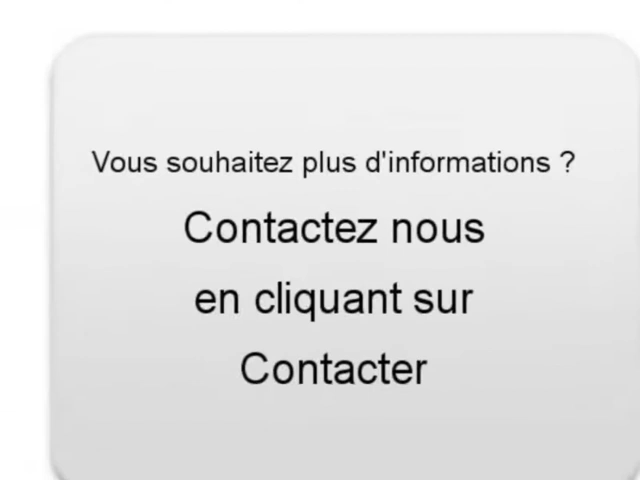 Vous souhaitez plus d'informations ?
Contactez nous
en cliquant sur
Contacter